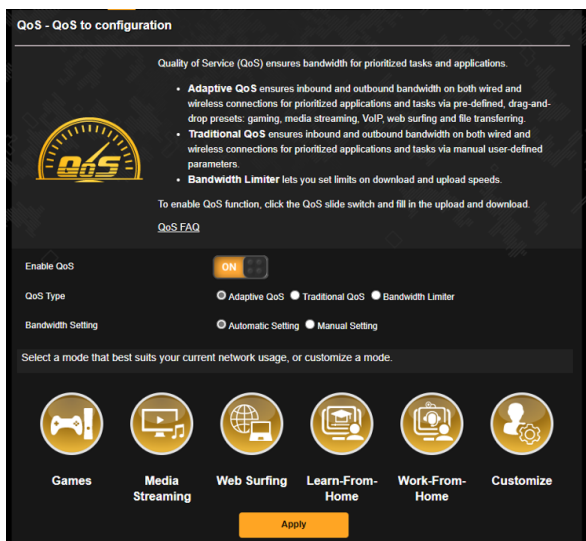 QoS - QoS to configuration
Quality of Service (QoS) ensures bandwidth for prioritized tasks and applications.
• Adaptive QoS ensures inbound and outbound
bandwidth on both wired and
wireless connections for prioritized applications
and tasks via pre-defined, drag-and-
drop presets: gaming, media streaming, VoIP, web surfing and file transferring.
• Traditional QoS ensures inbound and outbound
bandwidth on both wired and
wireless connections for prioritized applications
and tasks via manual user-defined
parameters.
• Bandwidth Limiter lets you set limits on download and upload speeds.
To enable QoS function, click the QoS slide switch and fill in the upload and download.
QoS FAQ
QoS
Enable QoS
ON
QoS Type
Adaptive QoS Traditional QoS Bandwidth Limiter
Bandwidth Setting
Automatic Setting Manual Setting
Select a mode that best suits your current network usage, or customize a mode.
Games
Media
Streaming
Web Surfing
Learn-From-
Home
Work-From-
Home
Customize
Apply